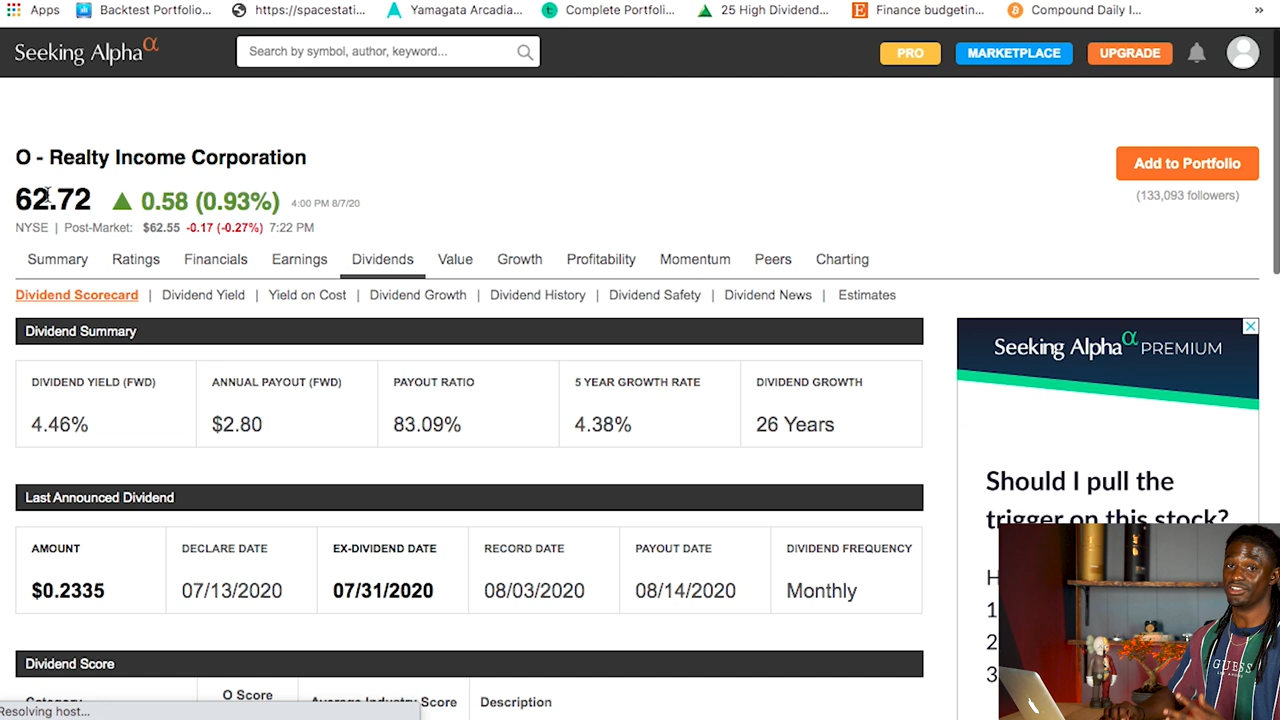 Apps
Backtest Portfolio...
https://spacestati...
Yamagata Arcadia...
Complete Portfoli...
25 High Dividend...
Finance budgetin...
Compound Daily I...
»
Seeking Alpha α
Search by symbol, author, keyword...
PRO
MARKETPLACE
UPGRADE
O - Realty Income Corporation
Add to Portfolio
62.72 ▲ 0.58 (0.93%) 4:00 PM 8/7/20
(133,093 followers)
NYSE | Post-Market: $62.55 -0.17 (-0.27%) 7:22 PM
Summary Ratings Financials Earnings Dividends Value Growth Profitability Momentum Peers Charting
Dividend Scorecard | Dividend Yield | Yield on Cost | Dividend Growth | Dividend History | Dividend Safety | Dividend News | Estimates
Dividend Summary
DIVIDEND YIELD (FWD) ANNUAL PAYOUT (FWD) PAYOUT RATIO 5 YEAR GROWTH RATE DIVIDEND GROWTH
4.46% $2.80 83.09% 4.38% 26 Years
Last Announced Dividend
AMOUNT DECLARE DATE EX-DIVIDEND DATE RECORD DATE PAYOUT DATE DIVIDEND FREQUENCY
$0.2335 07/13/2020 07/31/2020 08/03/2020 08/14/2020 Monthly
Dividend Score
Category O Score Average Industry Score Description
Resolving host...
Seeking Alpha α PREMIUM
Should I pull the
trigger on this stock?
H
1
2
3
GUESS